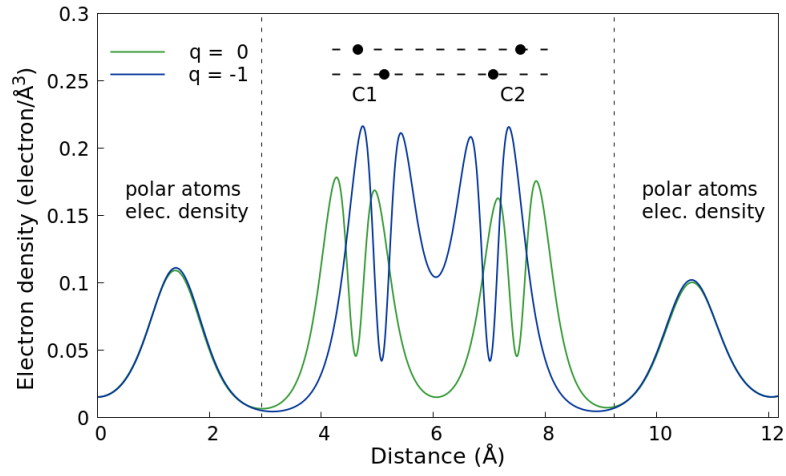 0.3
0.25
0.2
0.15
0.1
0.05
0
Electron density (electron/Å³)
q = 0
q = -1
C1 C2
polar atoms
elec. density
polar atoms
elec. density
0 2 4 6 8 10 12
Distance (Å)